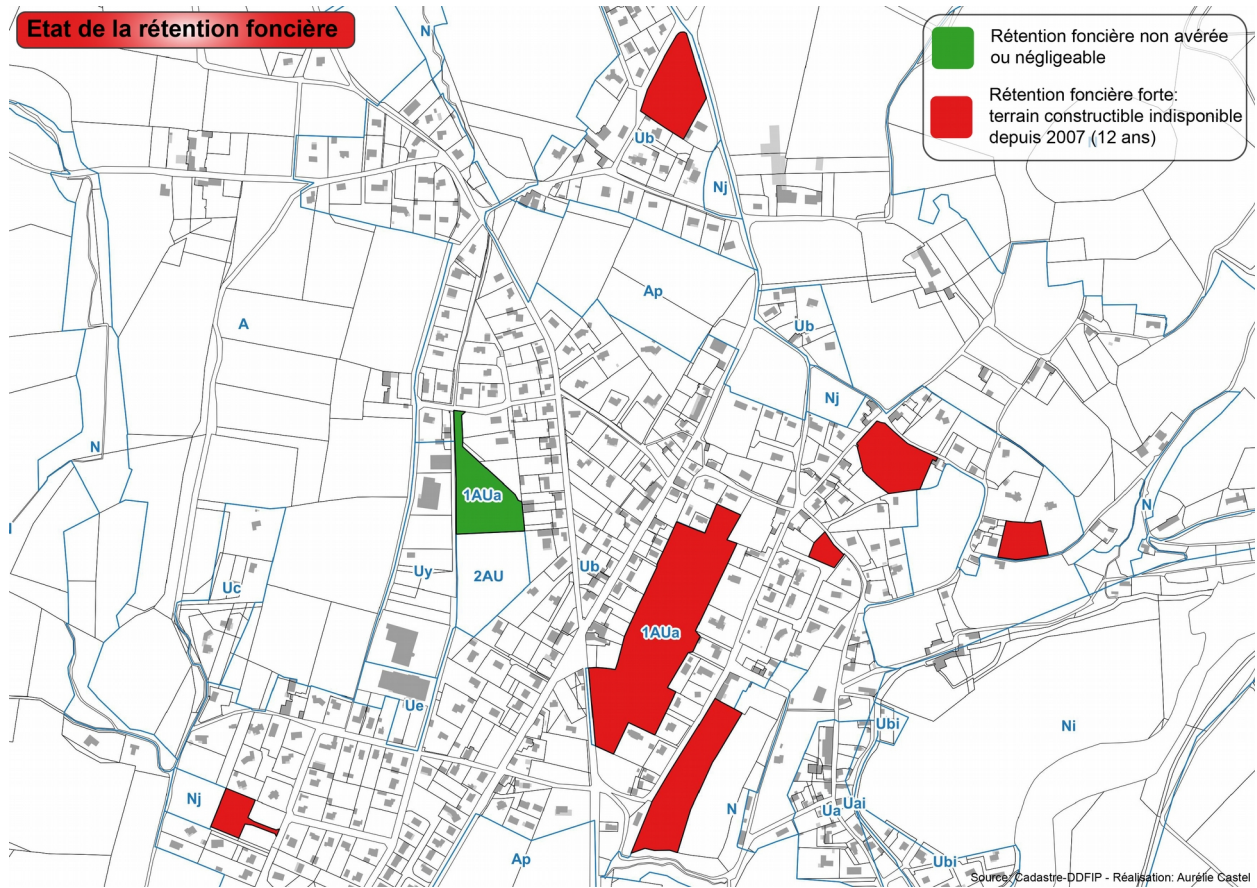 Etat de la rétention foncière
Rétention foncière non avérée
ou négligeable
Rétention foncière forte:
terrain constructible indisponible
depuis 2007 (12 ans)
N
N
Ub
Nj
Ap
A
Ub
Nj
N
1AUa
N
Uy
2AU
Ub
Uc
1AUa
Ue
Ubi
Ni
Nj
N
Ua
Uai
Ap
Ubi
Source: Cadastre-DDFIP - Réalisation: Aurélie Castel